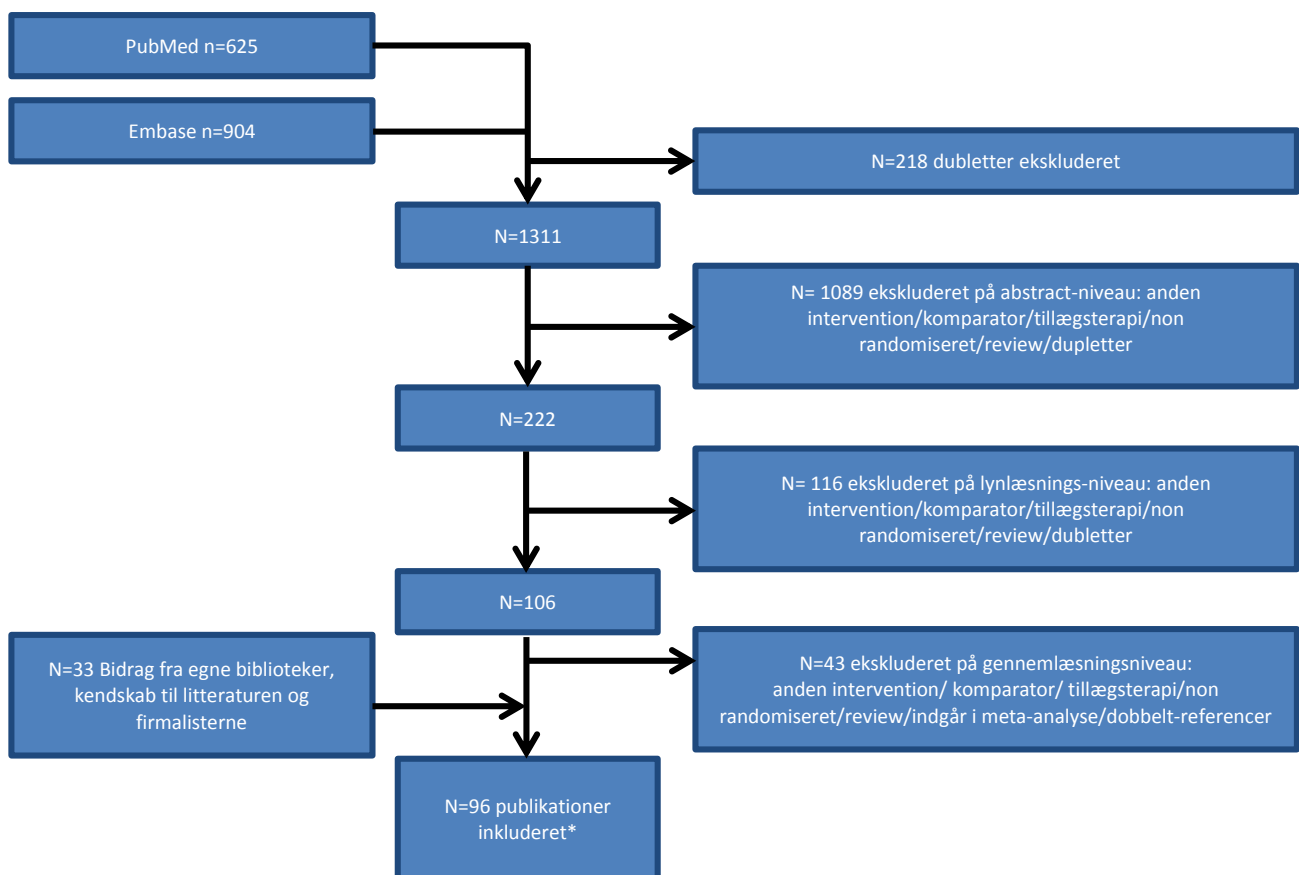 PubMed n=625
Embase n=904
N=218 dubletter ekskluderet
N=1311
N= 1089 ekskluderet på abstract-niveau: anden
intervention/komparator/tillægsterapi/non
randomiseret/review/dupletter
N=222
N= 116 ekskluderet på lynlæsnings-niveau: anden
intervention/komparator/tillægsterapi/non
randomiseret/review/dubletter
N=106
N=33 Bidrag fra egne biblioteker,
kendskab til litteraturen og
firmalisterne
N=43 ekskluderet på gennemlæsningsniveau:
anden intervention/ komparator/ tillægsterapi/non
randomiseret/review/indgår i meta-analyse/dobbelt-referencer
N=96 publikationer
inkluderet*